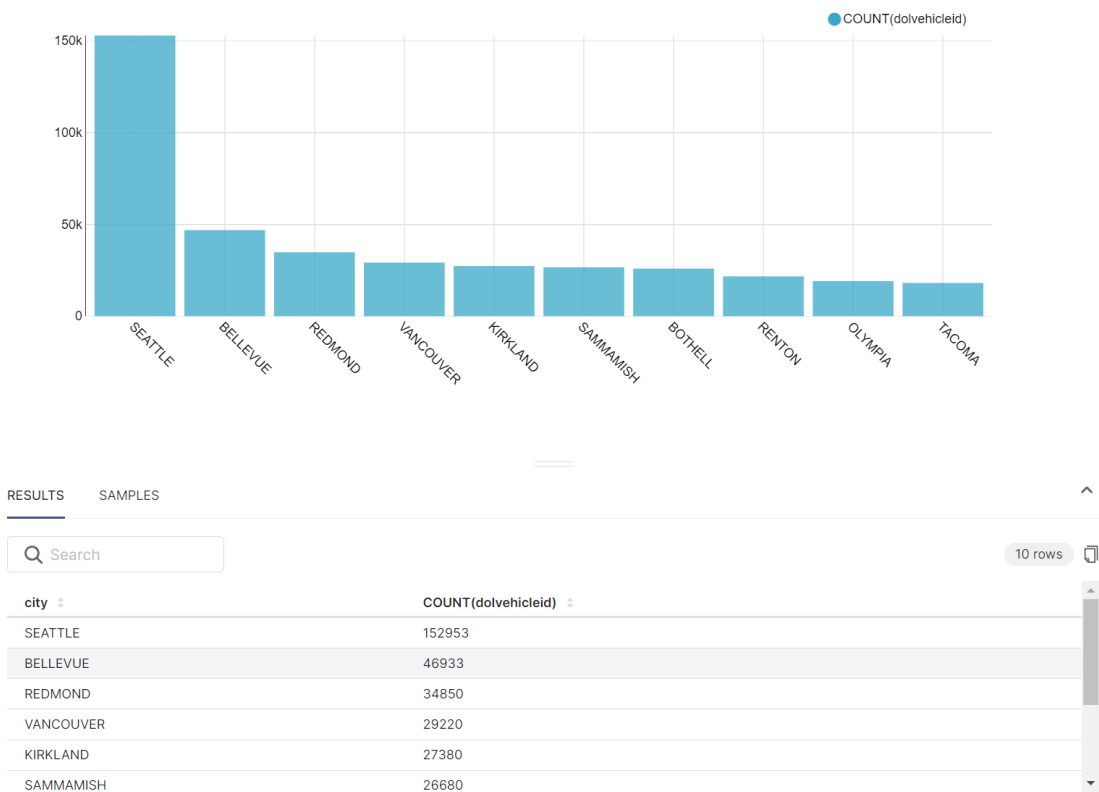 COUNT(dolvehicleid)
150k
100k
50k
0
SEATTLE
BELLEVUE
REDMOND
VANCOUVER
KIRKLAND
SAMMAMISH
BOTHELL
RENTON
OLYMPIA
TACOMA
RESULTS SAMPLES
Search
10 rows
city COUNT(dolvehicleid)
SEATTLE 152953
BELLEVUE 46933
REDMOND 34850
VANCOUVER 29220
KIRKLAND 27380
SAMMAMISH 26680